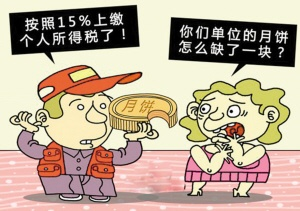 按照15%上缴
个人所得税了！
你们单位的月饼
怎么缺了一块？
月饼